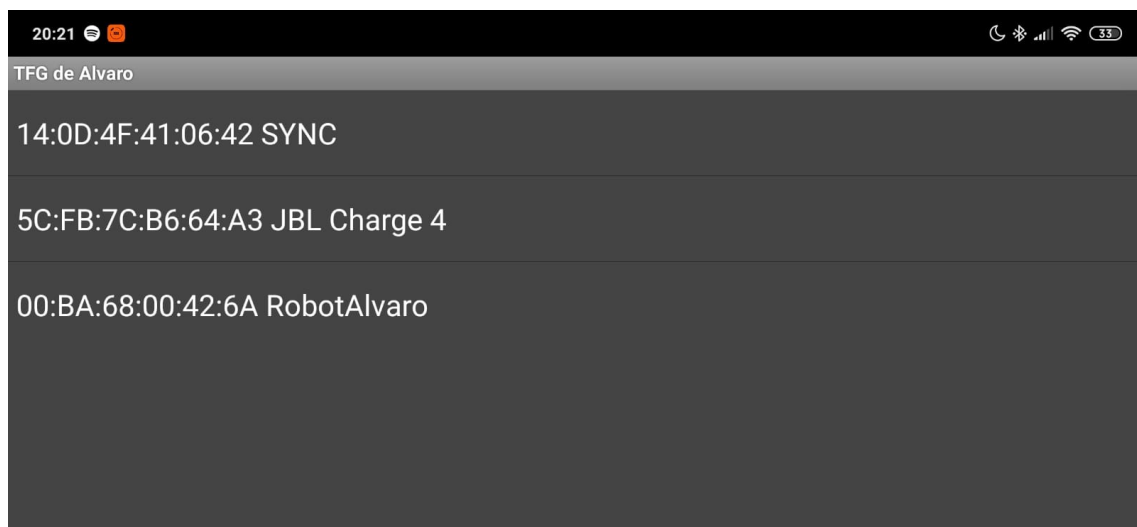 20:21
33
TFG de Alvaro
14:0D:4F:41:06:42 SYNC
5C:FB:7C:B6:64:A3 JBL Charge 4
00:BA:68:00:42:6A RobotAlvaro